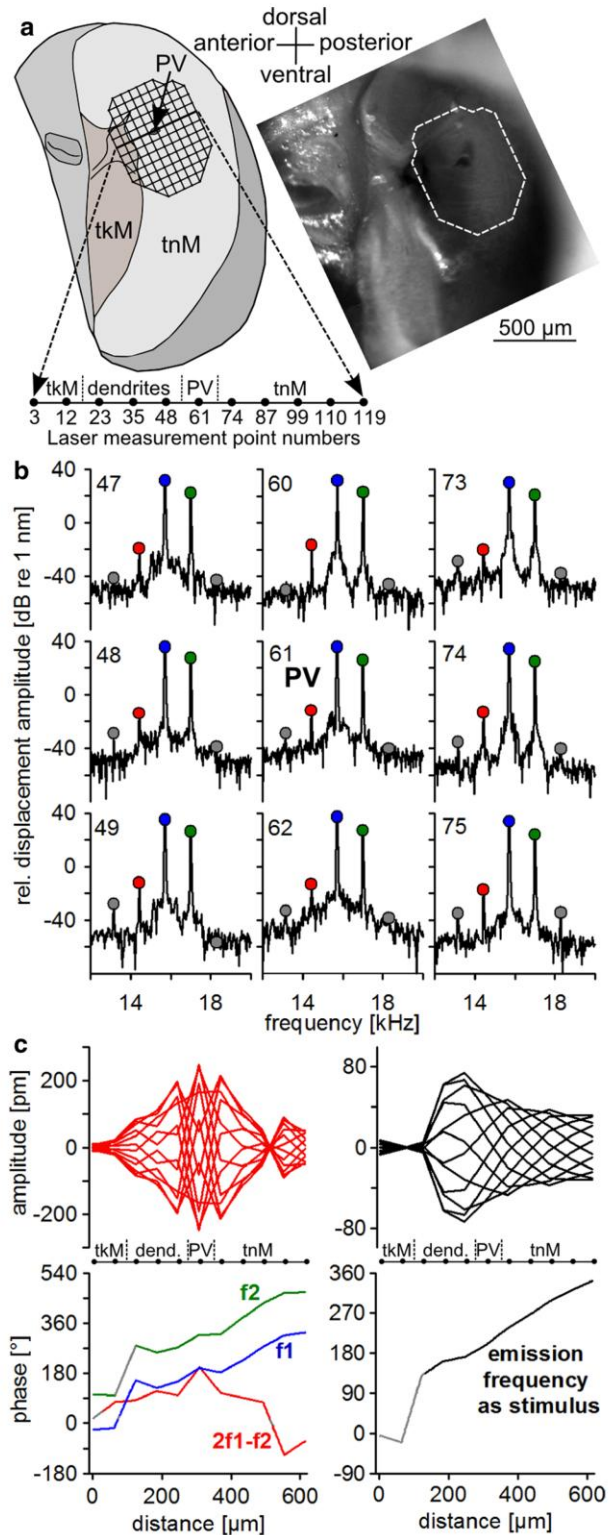 a
dorsal
anterior posterior
ventral
PV
tkM
tnM
500 µm
tkM dendrites PV tnM
3 12 23 35 48 61 74 87 99 110 119
Laser measurement point numbers
b
rel. displacement amplitude [dB re 1 nm]
40
0
-40
47
60
73
40
0
-40
48
61
PV
74
40
0
-40
49
62
75
14 18 14 18 14 18
frequency [kHz]
c
amplitude [pm]
200
0
-200
80
40
0
-40
-80
tkM dend. PV tnM
tkM dend. PV tnM
phase [°]
540
360
180
0
-180
f2
f1
2f1-f2
360
270
180
90
0
-90
emission
frequency
as stimulus
0 200 400 600
distance [µm]
0 200 400 600
distance [µm]